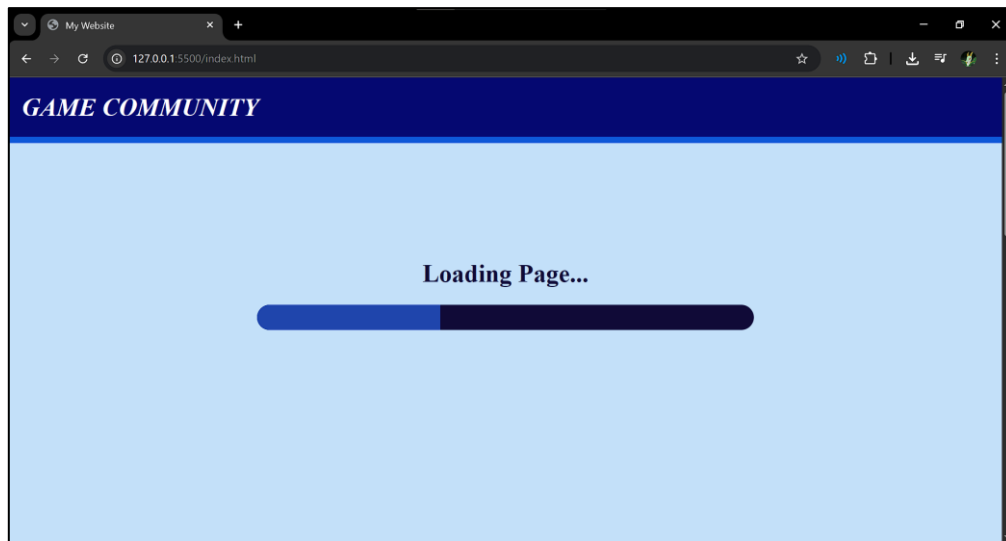 My Website
127.0.0.1:5500/index.html
GAME COMMUNITY
Loading Page...